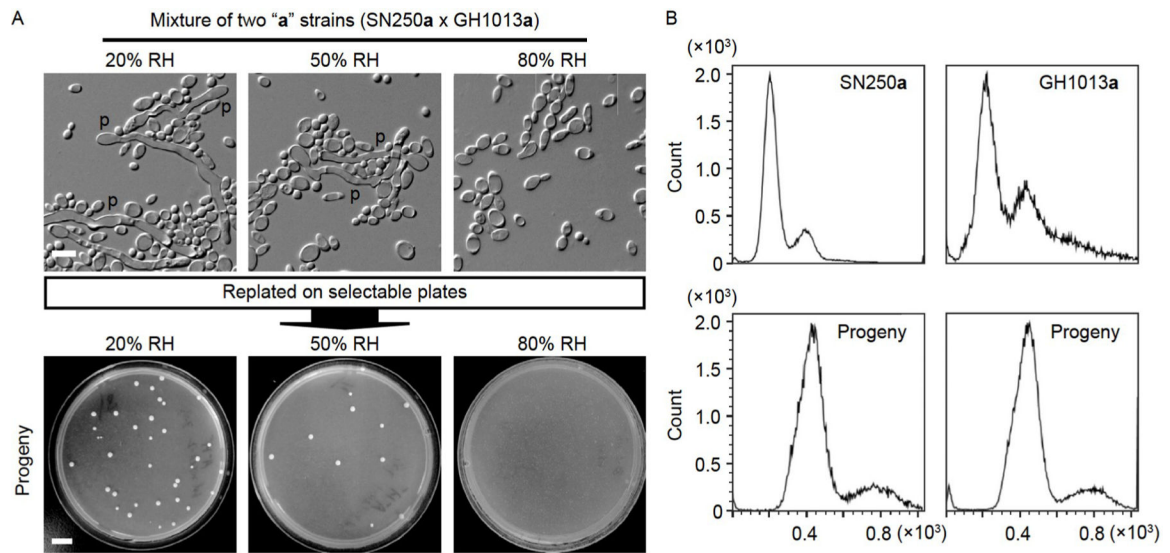 A
Mixture of two "a" strains (SN250a x GH1013a)
20% RH 50% RH 80% RH
p
p
p
p
p
Replated on selectable plates
20% RH 50% RH 80% RH
Progeny
B
(×10³)
2.0
1.5
1.0
0.5
0
Count
SN250a
GH1013a
(×10³)
2.0
1.5
1.0
0.5
0
Count
Progeny
Progeny
0.4 0.8 (×10³)
0.4 0.8 (×10³)